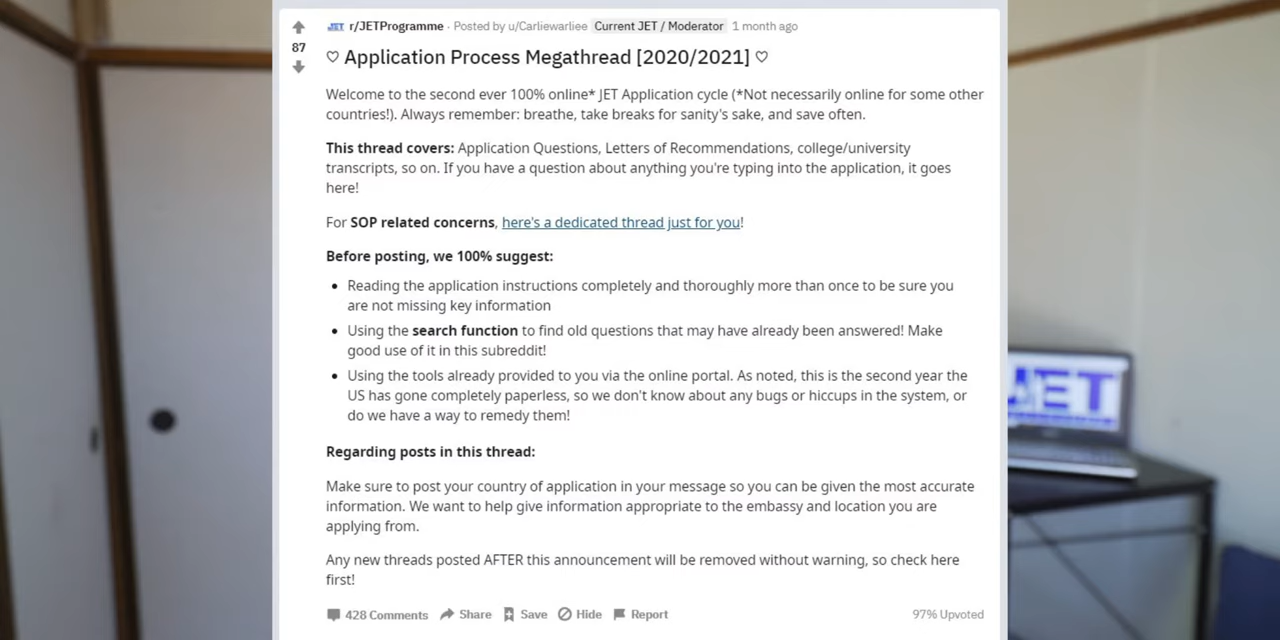 JET r/JETProgramme · Posted by u/Carliewarliee Current JET / Moderator 1 month ago
87
♡ Application Process Megathread [2020/2021] ♡
Welcome to the second ever 100% online* JET Application cycle (*Not necessarily online for some other
countries!). Always remember: breathe, take breaks for sanity's sake, and save often.
This thread covers: Application Questions, Letters of Recommendations, college/university
transcripts, so on. If you have a question about anything you're typing into the application, it goes
here!
For SOP related concerns, here's a dedicated thread just for you!
Before posting, we 100% suggest:
• Reading the application instructions completely and thoroughly more than once to be sure you
are not missing key information
• Using the search function to find old questions that may have already been answered! Make
good use of it in this subreddit!
• Using the tools already provided to you via the online portal. As noted, this is the second year the
US has gone completely paperless, so we don't know about any bugs or hiccups in the system, or
do we have a way to remedy them!
Regarding posts in this thread:
Make sure to post your country of application in your message so you can be given the most accurate
information. We want to help give information appropriate to the embassy and location you are
applying from.
Any new threads posted AFTER this announcement will be removed without warning, so check here
first!
428 Comments Share Save Hide Report 97% Upvoted
JET